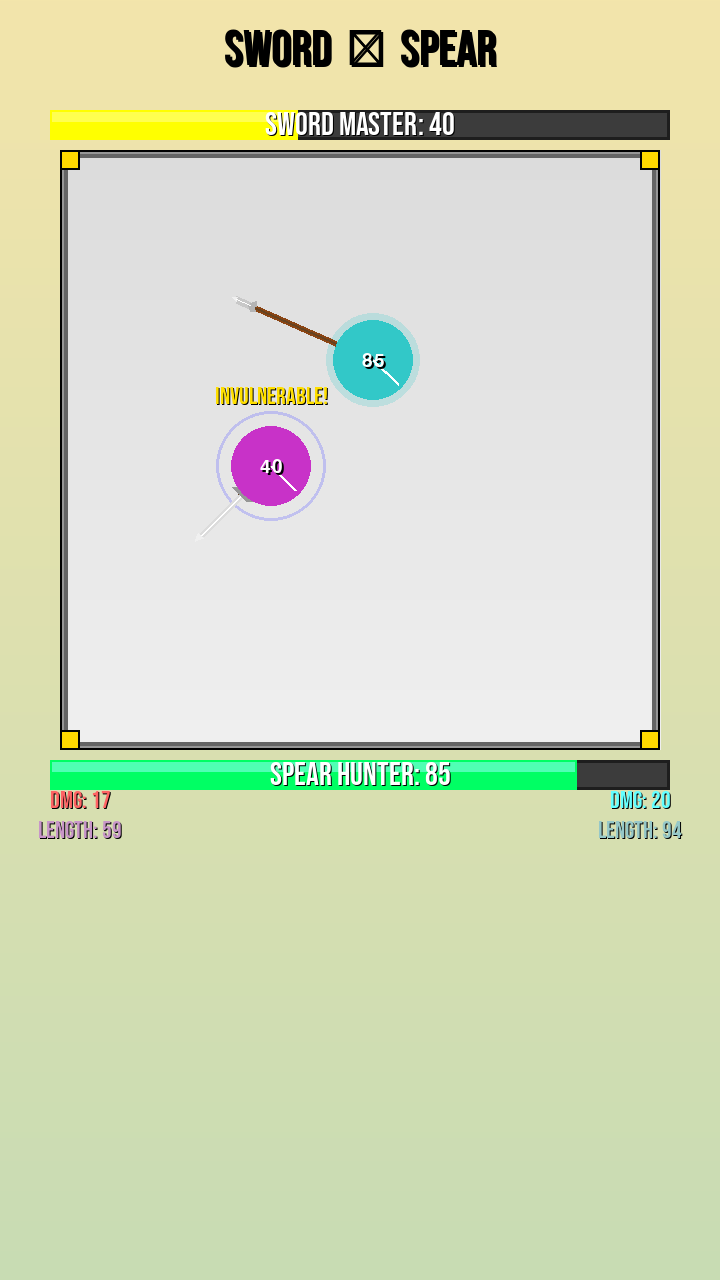 SWORD ☒ SPEAR
SWORD MASTER: 40
85
INVULNERABLE!
40
SPEAR HUNTER: 85
DMG: 17 DMG: 20
LENGTH: 59 LENGTH: 94